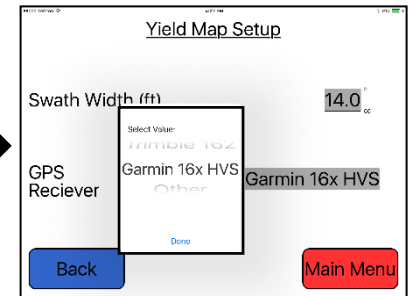 Yield Map Setup
Swath Width (ft)
14.0
Select Value:
Trimble 162
Garmin 16x HVS
Other
Done
GPS
Reciever
Garmin 16x HVS
Back
Main Menu